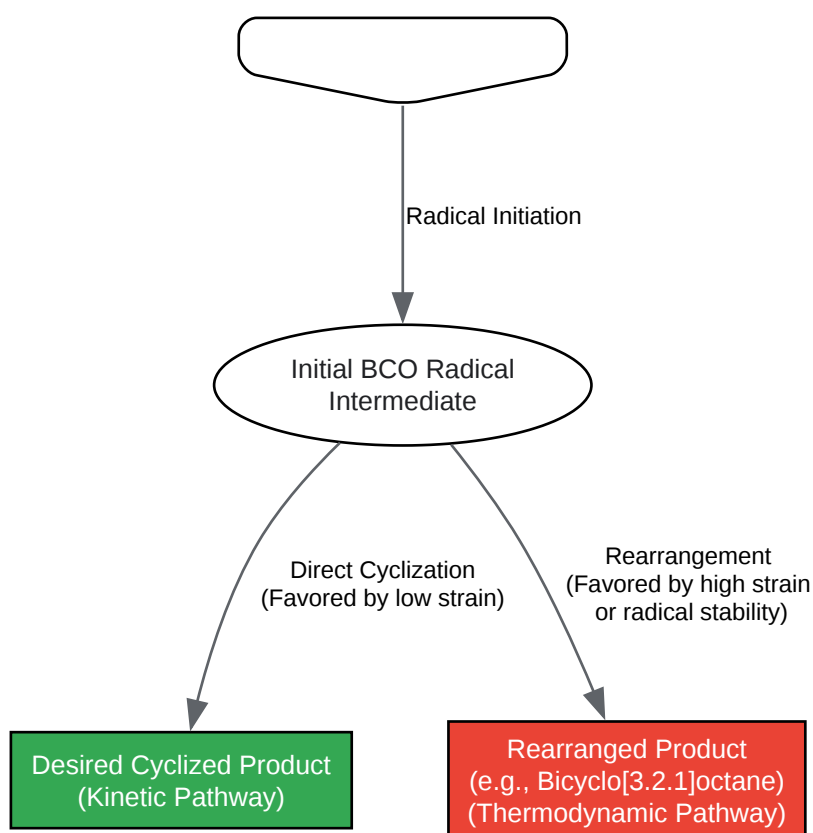 Radical Initiation
Initial BCO Radical
Intermediate
Direct Cyclization
(Favored by low strain)
Rearrangement
(Favored by high strain
or radical stability)
Desired Cyclized Product
(Kinetic Pathway)
Rearranged Product
(e.g., Bicyclo[3.2.1]octane)
(Thermodynamic Pathway)